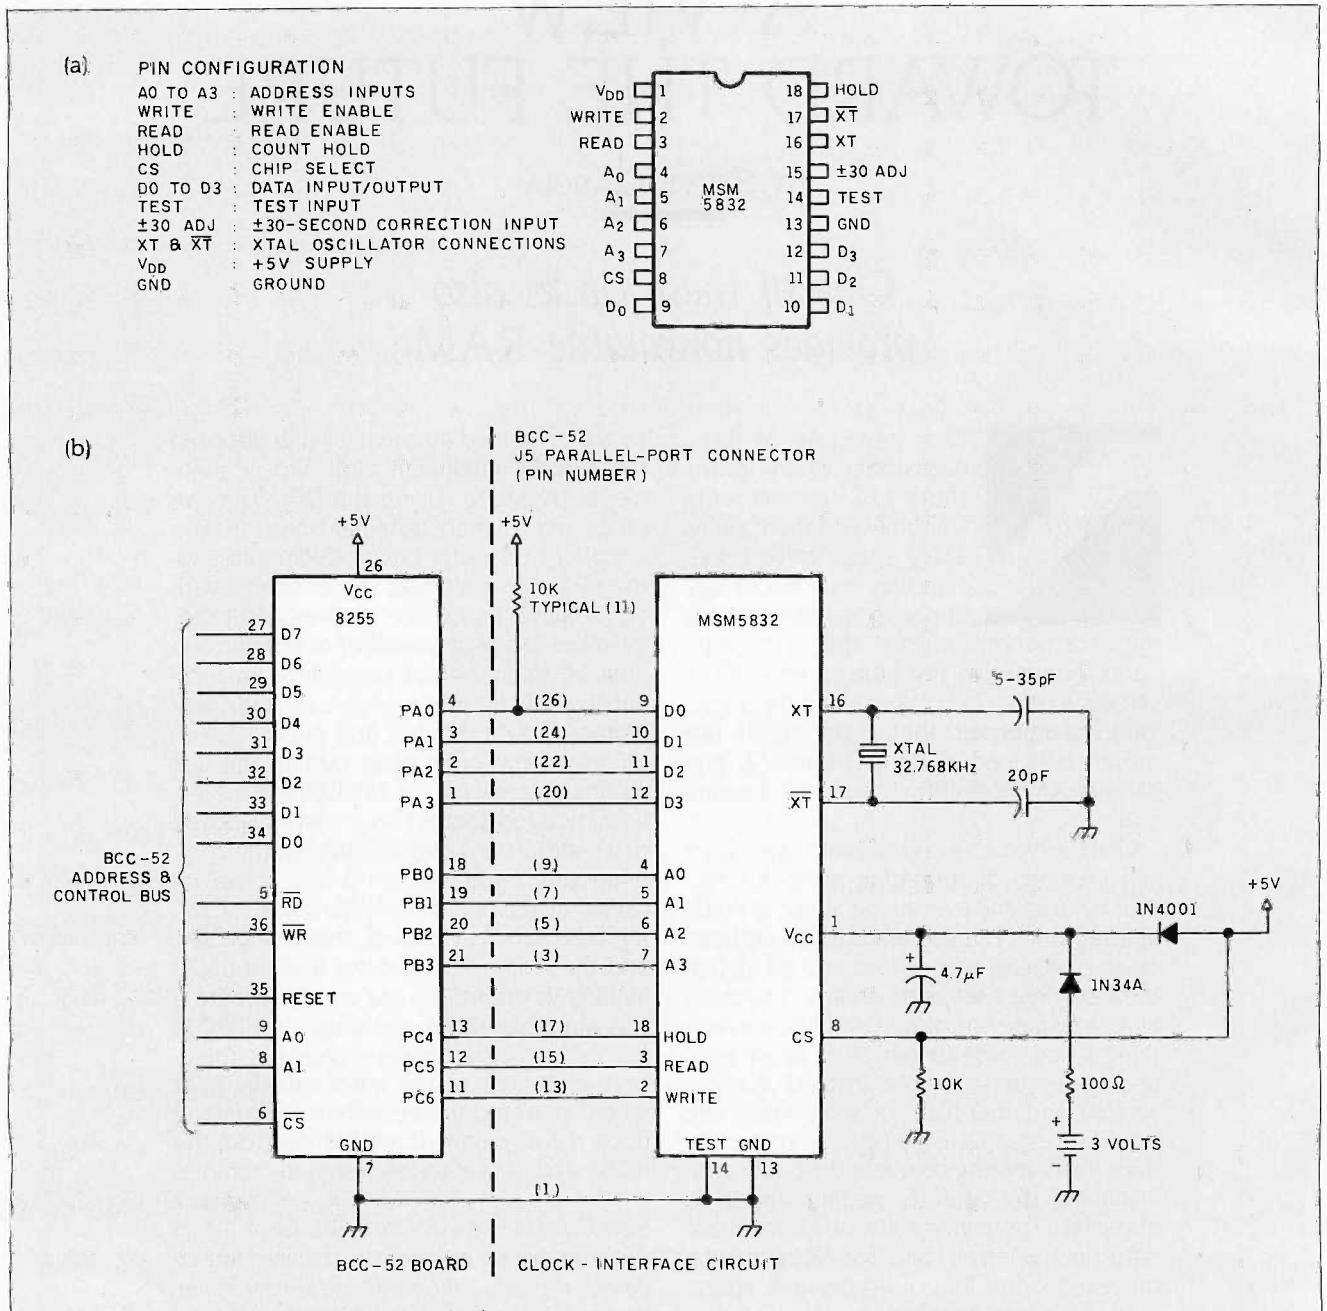 (a)
PIN CONFIGURATION
A0 TO A3 : ADDRESS INPUTS
WRITE : WRITE ENABLE
READ : READ ENABLE
HOLD : COUNT HOLD
CS : CHIP SELECT
D0 TO D3 : DATA INPUT/OUTPUT
TEST : TEST INPUT
±30 ADJ : ±30-SECOND CORRECTION INPUT
XT & X̅T̅ : XTAL OSCILLATOR CONNECTIONS
VDD : +5V SUPPLY
GND : GROUND
VDD 1
WRITE 2
READ 3
A0 4
A1 5
A2 6
A3 7
CS 8
D0 9
MSM
5832
18 HOLD
17 X̅T̅
16 XT
15 ±30 ADJ
14 TEST
13 GND
12 D3
11 D2
10 D1
(b)
BCC-52
J5 PARALLEL-PORT CONNECTOR
(PIN NUMBER)
+5V
26
VCC
8255
BCC-52
ADDRESS &
CONTROL BUS
27 D7
28 D6
29 D5
30 D4
31 D3
32 D2
33 D1
34 D0
5 R̅D̅
36 W̅R̅
35 RESET
9 A0
8 A1
6 C̅S̅
GND
7
+5V
10K
TYPICAL (11)
PA0 4 (26) 9 D0
PA1 3 (24) 10 D1
PA2 2 (22) 11 D2
PA3 1 (20) 12 D3
PB0 18 (9) 4 A0
PB1 19 (7) 5 A1
PB2 20 (5) 6 A2
PB3 21 (3) 7 A3
PC4 13 (17) 18 HOLD
PC5 12 (15) 3 READ
PC6 11 (13) 2 WRITE
(1)
MSM5832
TEST GND
14 13
XT 16
5-35pF
XTAL
32.768KHz
X̅T̅ 17
20pF
VCC 1
1N4001
+5V
+
4.7μF
1N34A
CS 8
10K
100Ω
+
3 VOLTS
−
BCC-52 BOARD
CLOCK-INTERFACE CIRCUIT